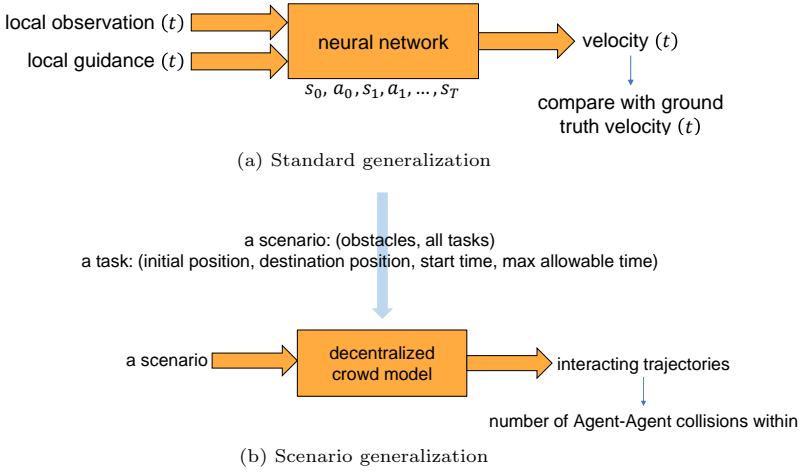 local observation (t)
local guidance (t)
neural network
s₀, a₀, s₁, a₁, ..., s_T
velocity (t)
compare with ground
truth velocity (t)
(a) Standard generalization
a scenario: (obstacles, all tasks)
a task: (initial position, destination position, start time, max allowable time)
a scenario
decentralized
crowd model
interacting trajectories
number of Agent-Agent collisions within
(b) Scenario generalization